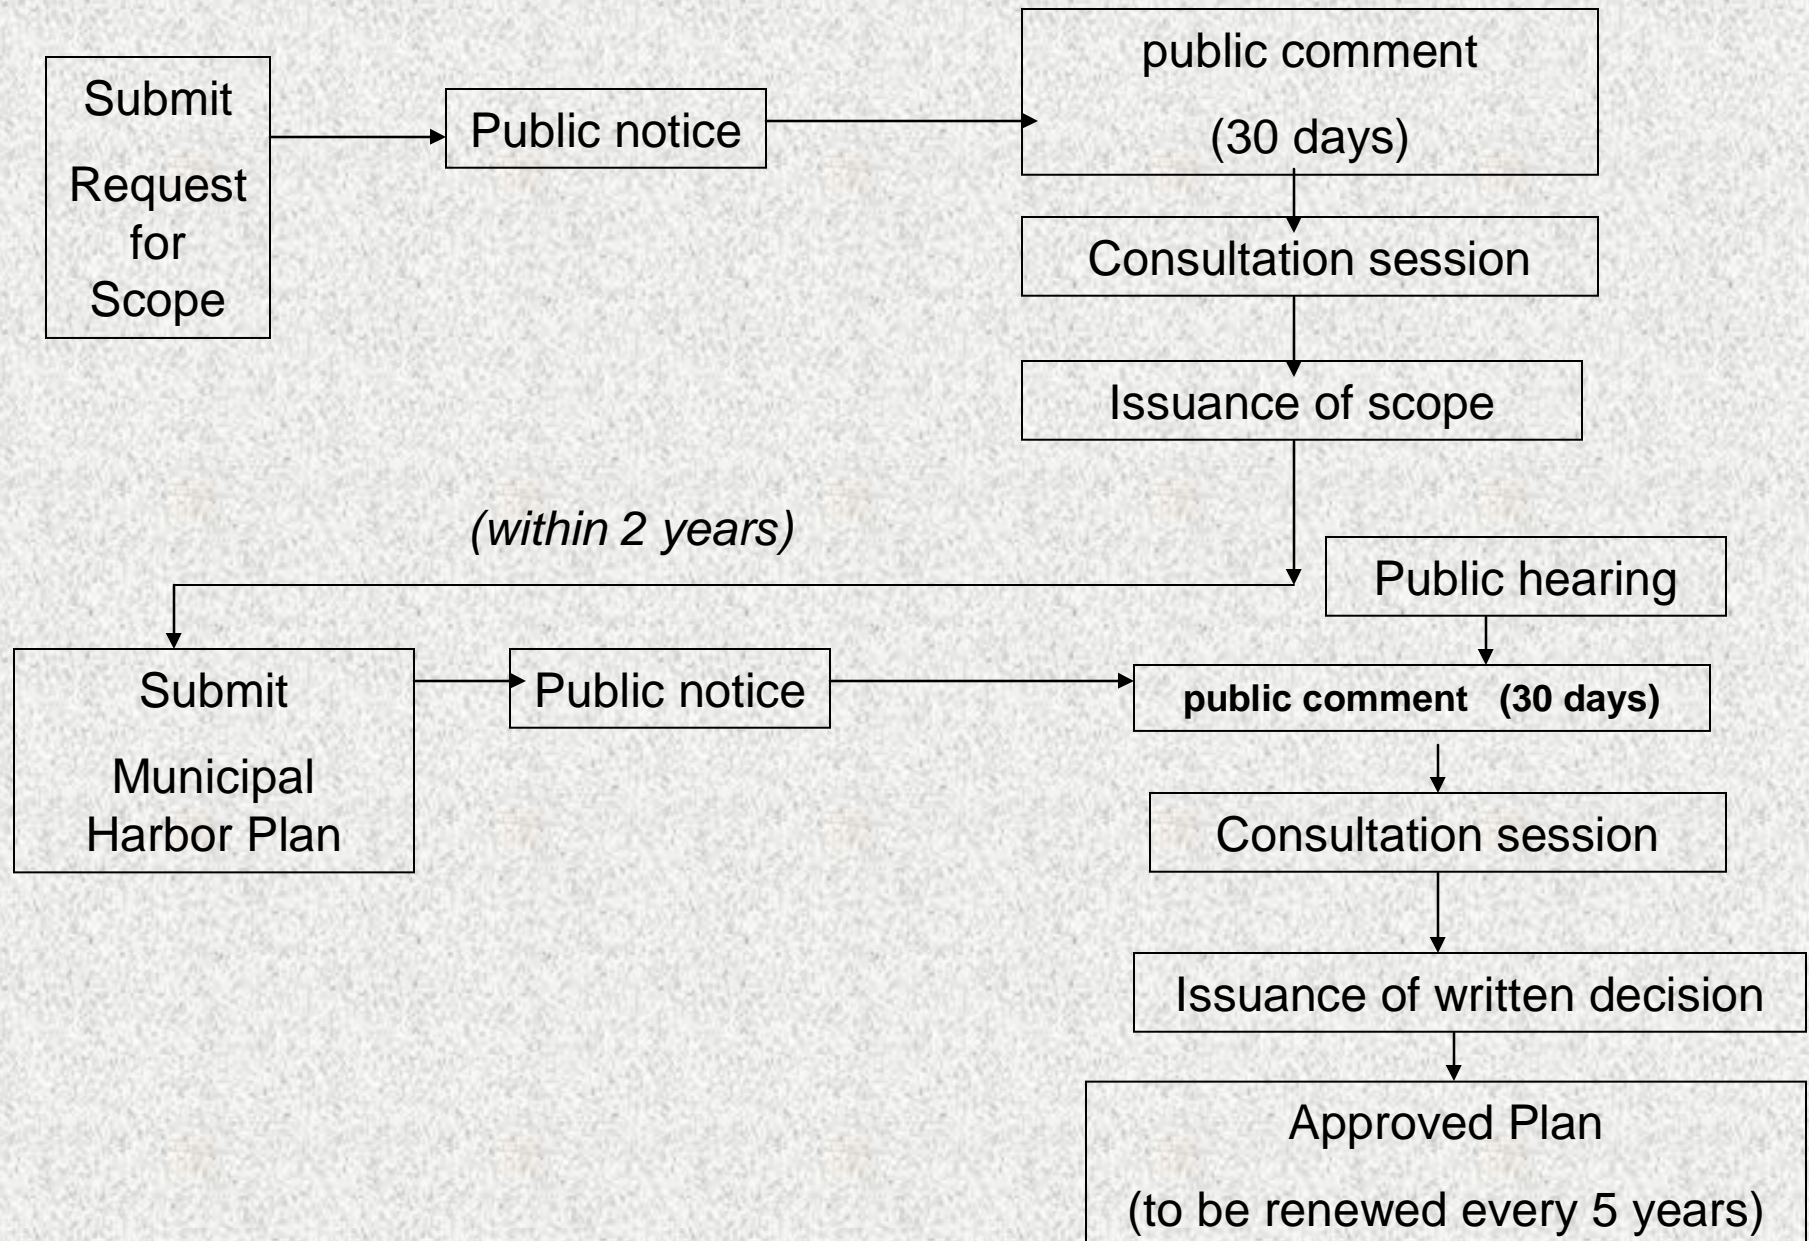 Submit
Request
for
Scope
Public notice
public comment
(30 days)
Consultation session
Issuance of scope
(within 2 years)
Public hearing
Submit
Municipal
Harbor Plan
Public notice
public comment (30 days)
Consultation session
Issuance of written decision
Approved Plan
(to be renewed every 5 years)